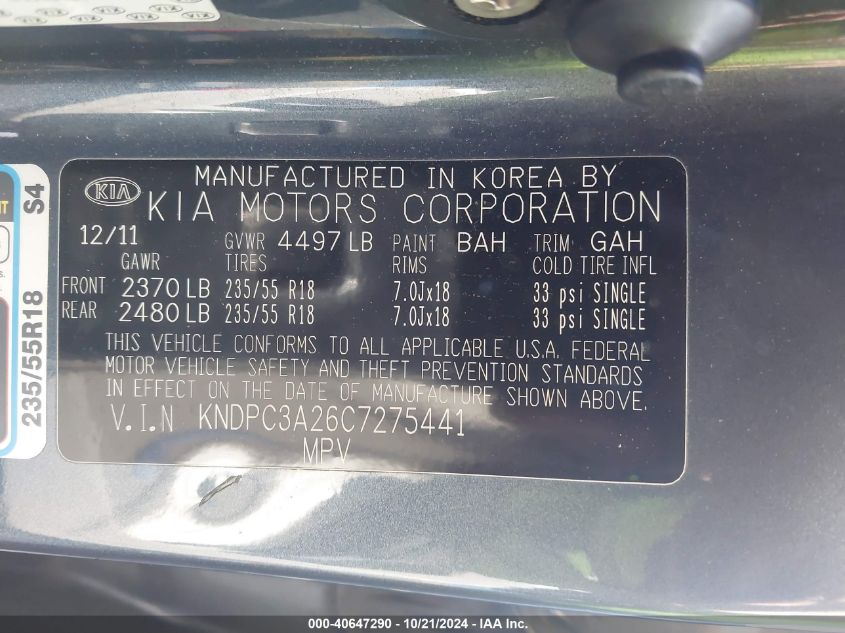 KIA KIA KIA
MANUFACTURED IN KOREA BY
KIA
KIA MOTORS CORPORATION
12/11 GVWR 4497 LB PAINT BAH TRIM GAH
GAWR TIRES RIMS COLD TIRE INFL
FRONT 2370 LB 235/55 R18 7.0Jx18 33 psi SINGLE
REAR 2480 LB 235/55 R18 7.0Jx18 33 psi SINGLE
THIS VEHICLE CONFORMS TO ALL APPLICABLE U.S.A. FEDERAL
MOTOR VEHICLE SAFETY AND THEFT PREVENTION STANDARDS
IN EFFECT ON THE DATE OF MANUFACTURE SHOWN ABOVE.
V.I.N KNDPC3A26C7275441
MPV
235/55R18 S4
000-40647290 - 10/21/2024 - IAA Inc.